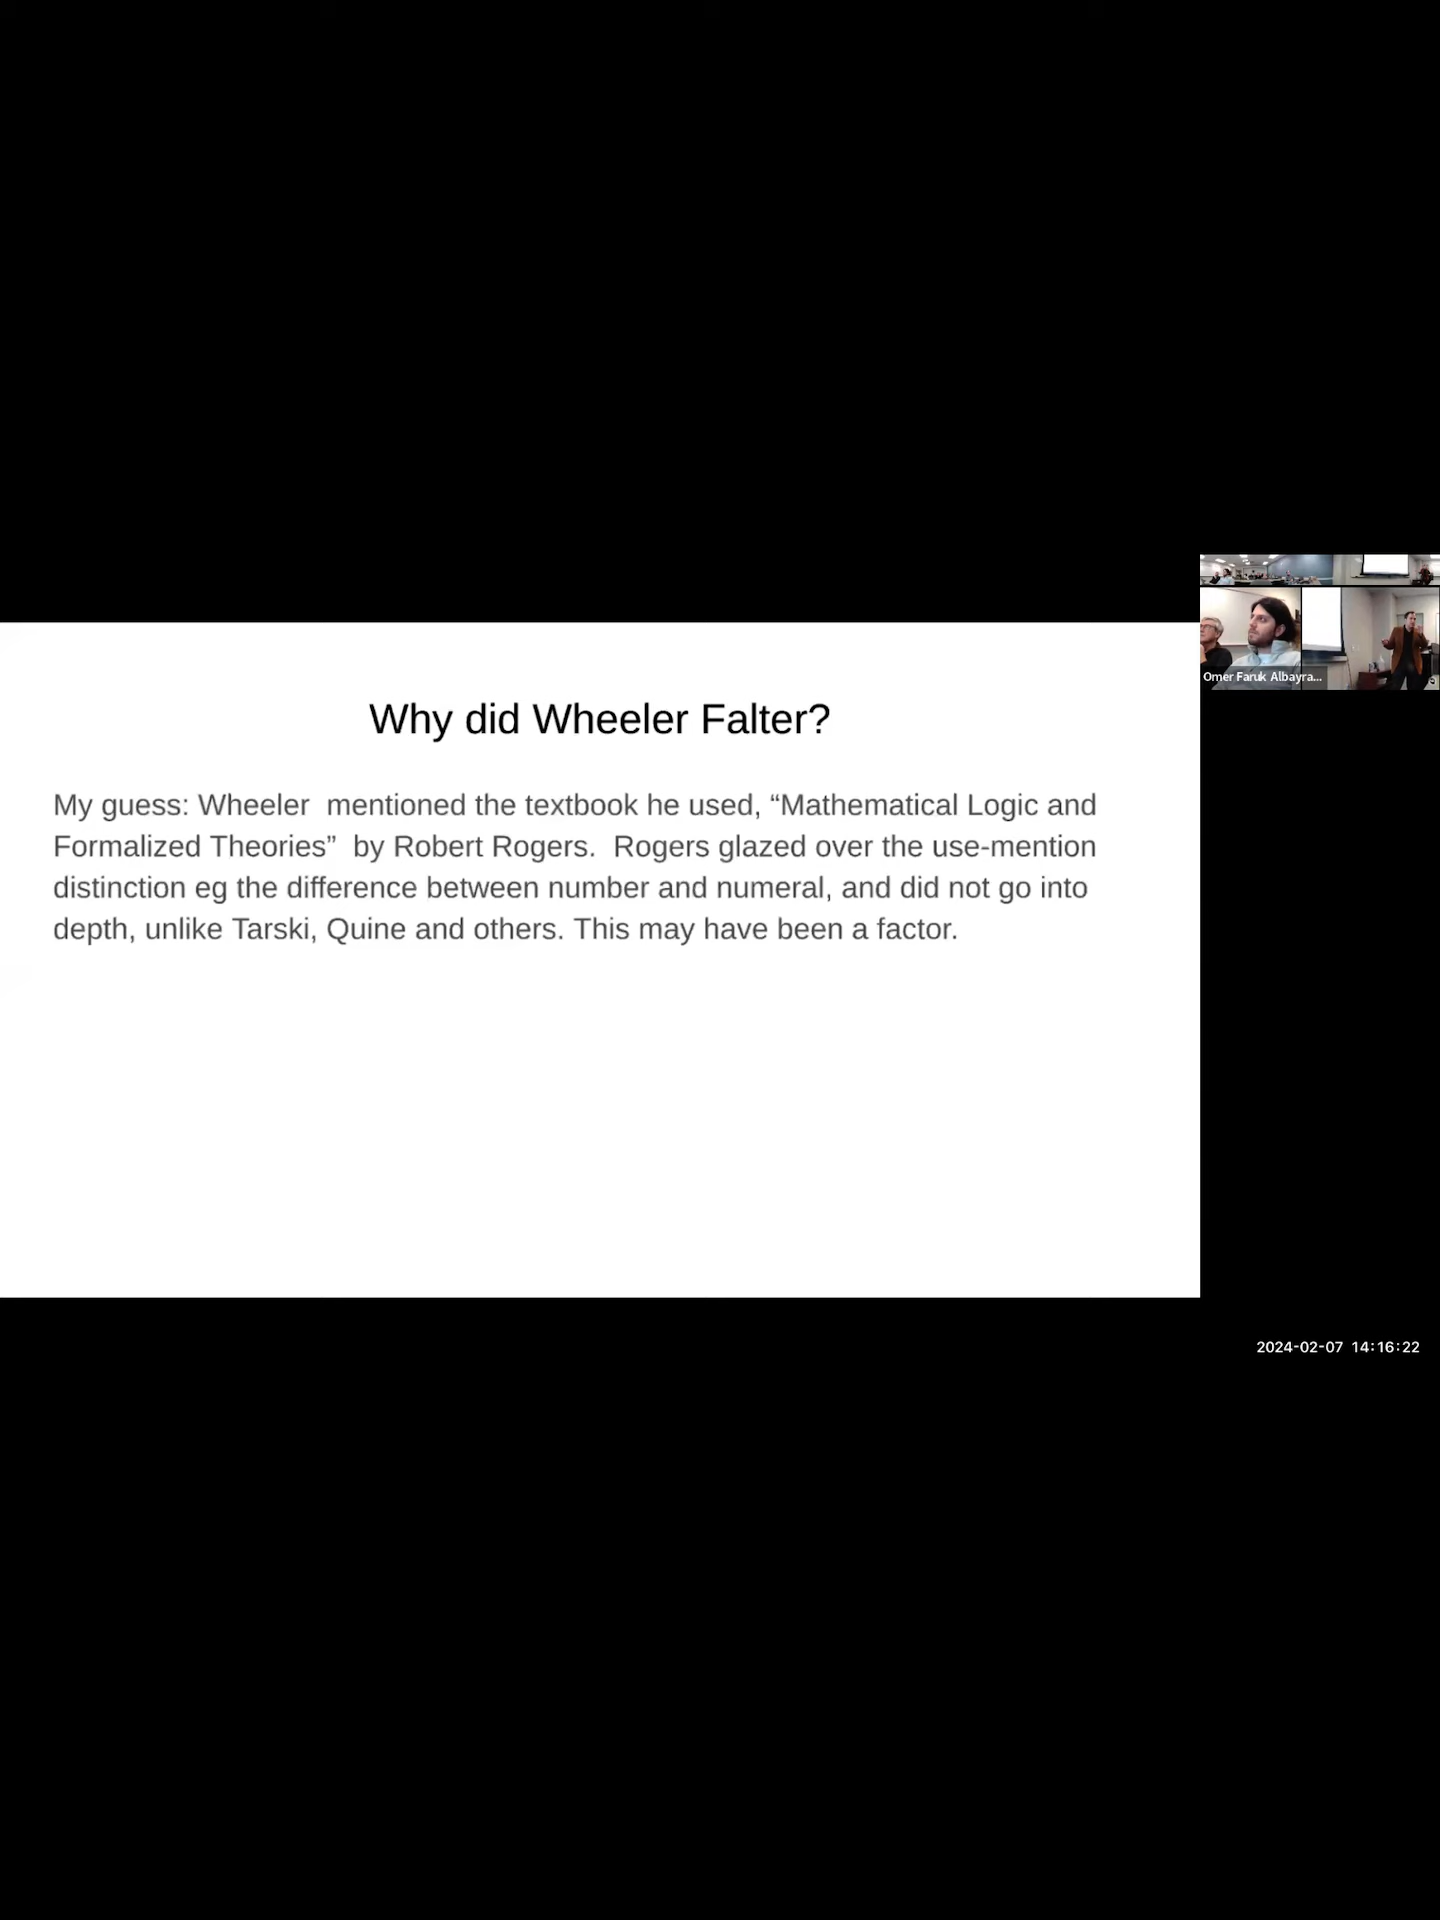 Why did Wheeler Falter?
My guess: Wheeler  mentioned the textbook he used, “Mathematical Logic and
Formalized Theories”  by Robert Rogers.  Rogers glazed over the use-mention
distinction eg the difference between number and numeral, and did not go into
depth, unlike Tarski, Quine and others. This may have been a factor.
Omer Faruk Albayra...
2024-02-07 14:16:22